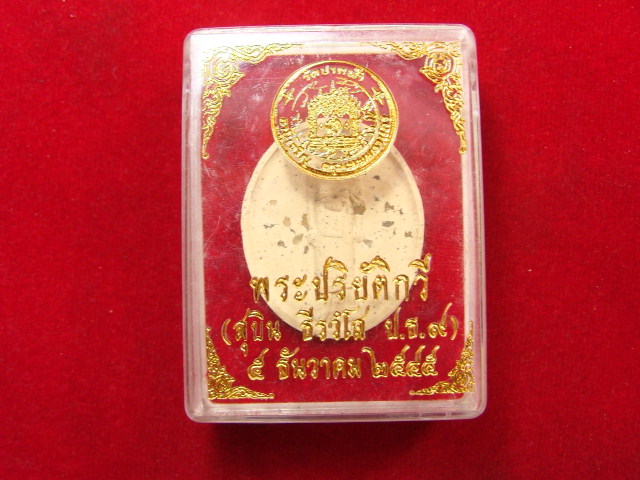 พระปริยัติกวี
(สุบิน ธีรวํโส ป.ธ.๙)
๕ ธันวาคม ๒๕๔๕